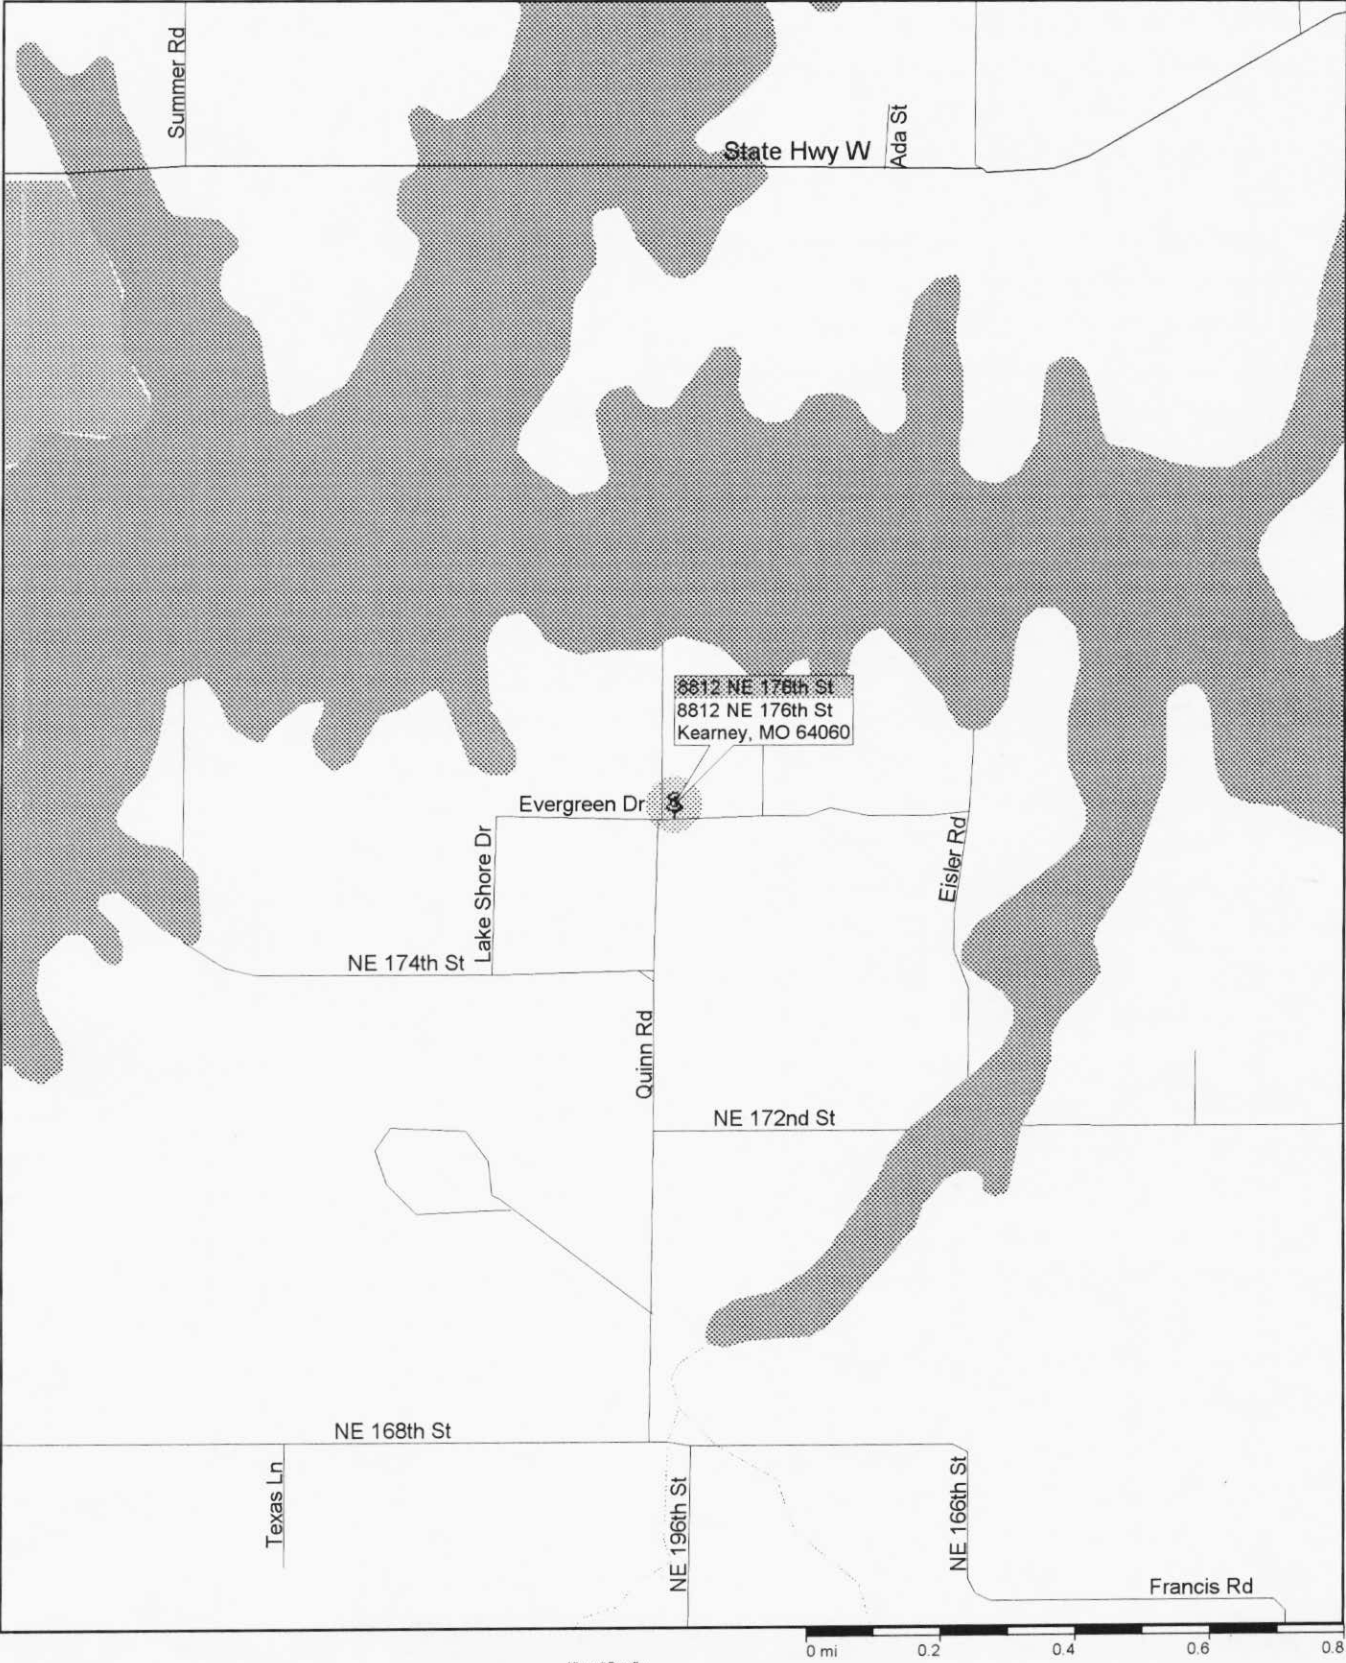 Summer Rd
Ada St
State Hwy W
8812 NE 176th St
8812 NE 176th St
Kearney, MO 64060
Evergreen Dr
Lake Shore Dr
Eisler Rd
NE 174th St
Quinn Rd
NE 172nd St
NE 168th St
Texas Ln
NE 196th St
NE 166th St
Francis Rd
0 mi 0.2 0.4 0.6 0.8